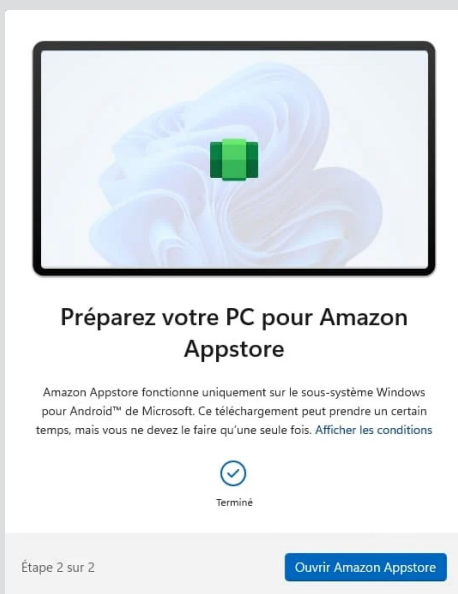 Préparez votre PC pour Amazon
Appstore
Amazon Appstore fonctionne uniquement sur le sous-système Windows
pour Android™ de Microsoft. Ce téléchargement peut prendre un certain
temps, mais vous ne devez le faire qu'une seule fois. Afficher les conditions
Terminé
Étape 2 sur 2
Ouvrir Amazon Appstore